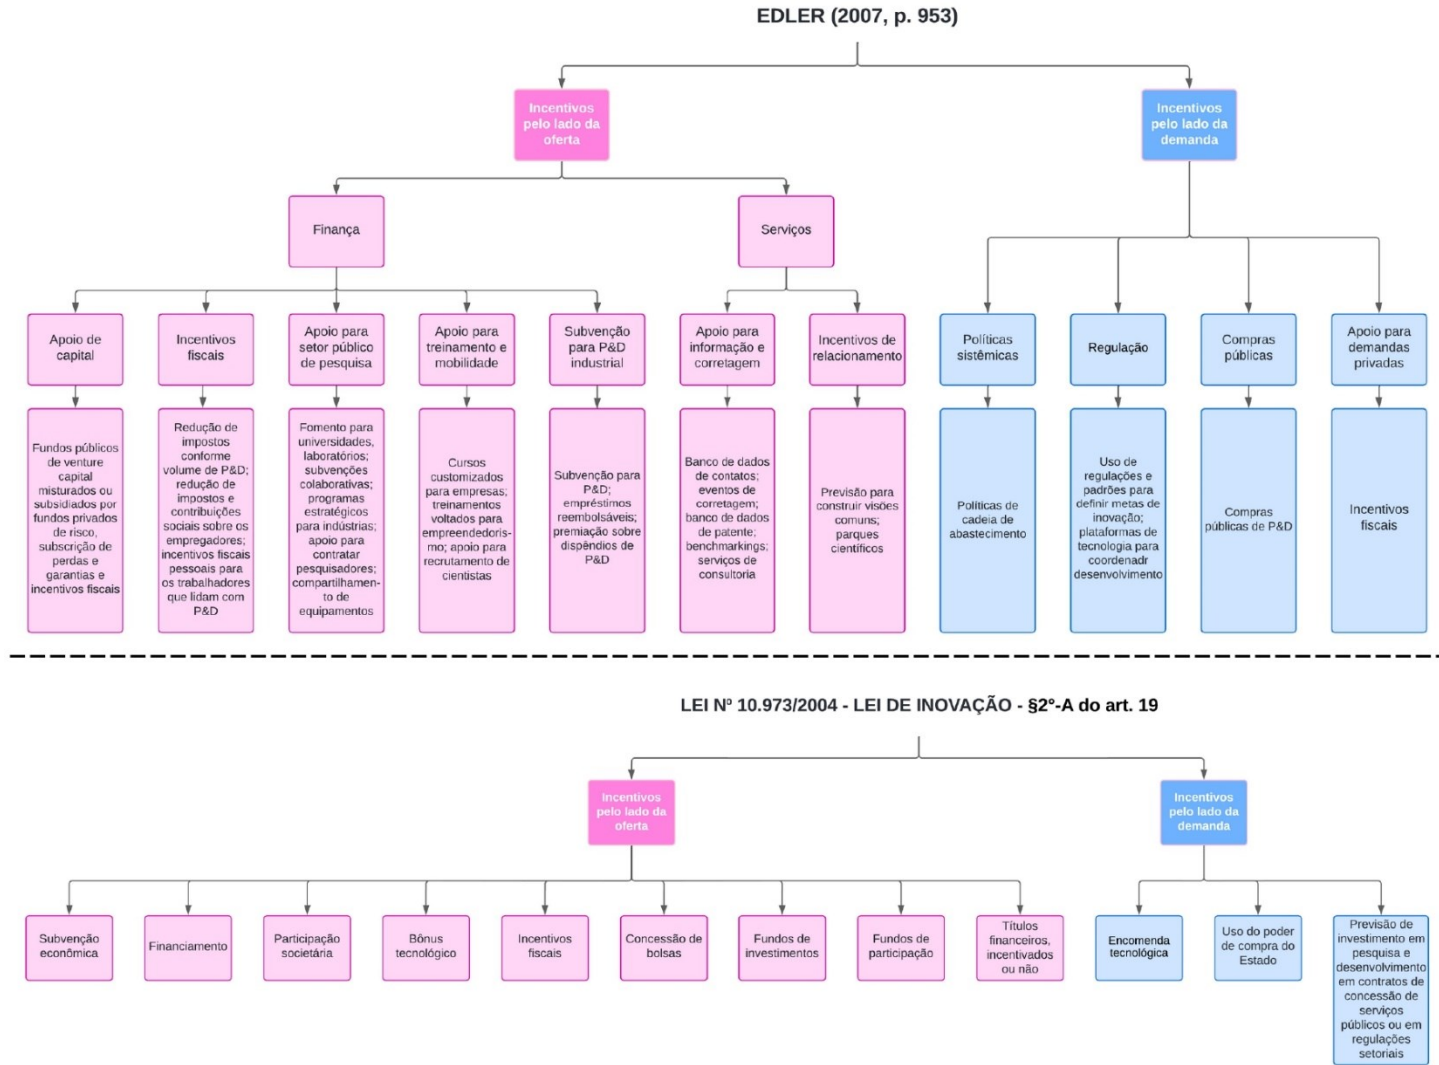 EDLER (2007, p. 953)
Incentivos
pelo lado da
oferta
Incentivos
pelo lado da
demanda
Finança
Serviços
Apoio de
capital
Incentivos
fiscais
Apoio para
setor público
de pesquisa
Apoio para
treinamento e
mobilidade
Subvenção
para P&D
industrial
Apoio para
informação e
corretagem
Incentivos de
relacionamento
Políticas
sistêmicas
Regulação
Compras
públicas
Apoio para
demandas
privadas
Fundos públicos
de venture
capital
misturados ou
subsidiados por
fundos privados
de risco,
subscrição de
perdas e
garantias e
incentivos fiscais
Redução de
impostos
conforme
volume de P&D;
redução de
impostos e
contribuições
sociais sobre os
empregadores;
incentivos fiscais
pessoais para
os trabalhadores
que lidam com
P&D
Fomento para
universidades,
laboratórios;
subvenções
colaborativas;
programas
estratégicos
para indústrias;
apoio para
contratar
pesquisadores;
compartilhamen-
to de
equipamentos
Cursos
customizados
para empresas;
treinamentos
voltados para
empreendedoris-
mo; apoio para
recrutamento de
cientistas
Subvenção para
P&D;
empréstimos
reembolsáveis;
premiação sobre
dispêndios de
P&D
Banco de dados
de contatos;
eventos de
corretagem;
banco de dados
de patente;
benchmarkings;
serviços de
consultoria
Previsão para
construir visões
comuns;
parques
científicos
Políticas de
cadeia de
abastecimento
Uso de
regulações e
padrões para
definir metas de
inovação;
plataformas de
tecnologia para
coordenadr
desenvolvimento
Compras
públicas de P&D
Incentivos
fiscais
LEI Nº 10.973/2004 - LEI DE INOVAÇÃO - §2°-A do art. 19
Incentivos
pelo lado da
oferta
Incentivos
pelo lado da
demanda
Subvenção
econômica
Financiamento
Participação
societária
Bônus
tecnológico
Incentivos
fiscais
Concessão de
bolsas
Fundos de
investimentos
Fundos de
participação
Títulos
financeiros,
incentivados
ou não
Encomenda
tecnológica
Uso do poder
de compra do
Estado
Previsão de
investimento em
pesquisa e
desenvolvimento
em contratos de
concessão de
serviços
públicos ou em
regulações
setoriais